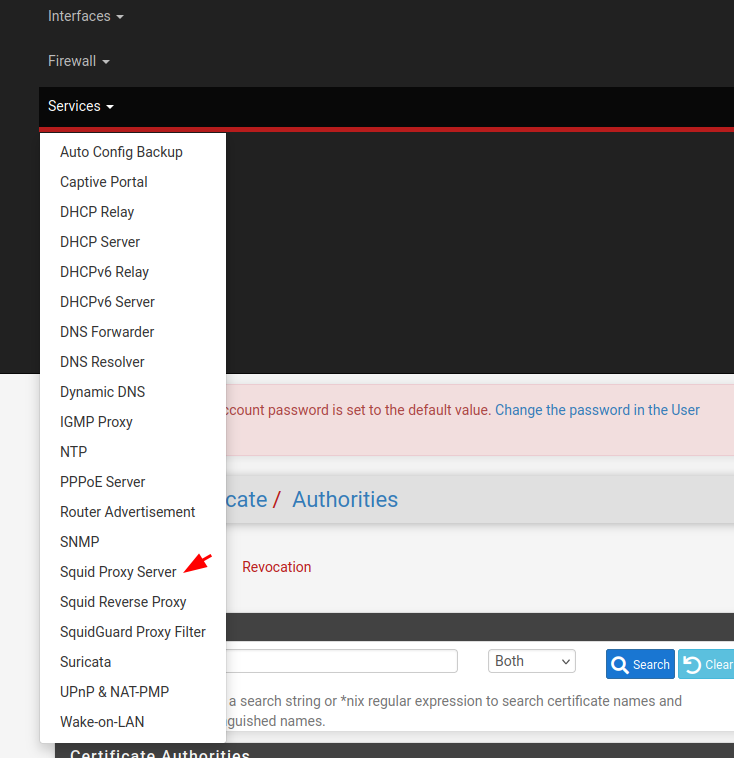 Interfaces
Firewall
Services
Auto Config Backup
Captive Portal
DHCP Relay
DHCP Server
DHCPv6 Relay
DHCPv6 Server
DNS Forwarder
DNS Resolver
Dynamic DNS
IGMP Proxy
NTP
PPPoE Server
Router Advertisement
SNMP
Squid Proxy Server
Squid Reverse Proxy
SquidGuard Proxy Filter
Suricata
UPnP & NAT-PMP
Wake-on-LAN
ccount password is set to the default value. Change the password in the User
cate / Authorities
Revocation
Both
Search
Clear
a search string or *nix regular expression to search certificate names and
guished names.
Certificate Authorities